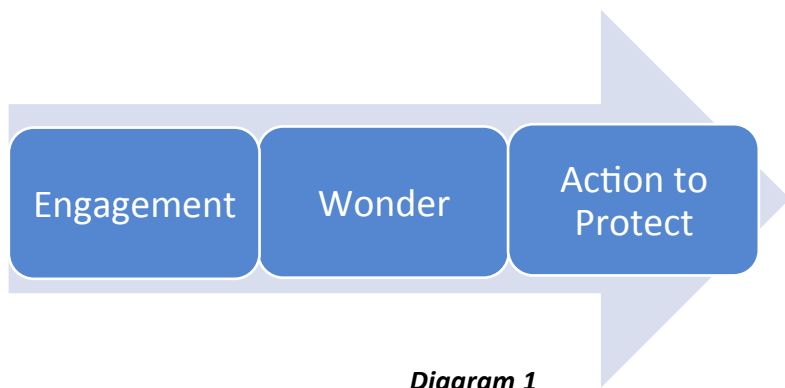 Engagement
Wonder
Action to
Protect
Diagram 1